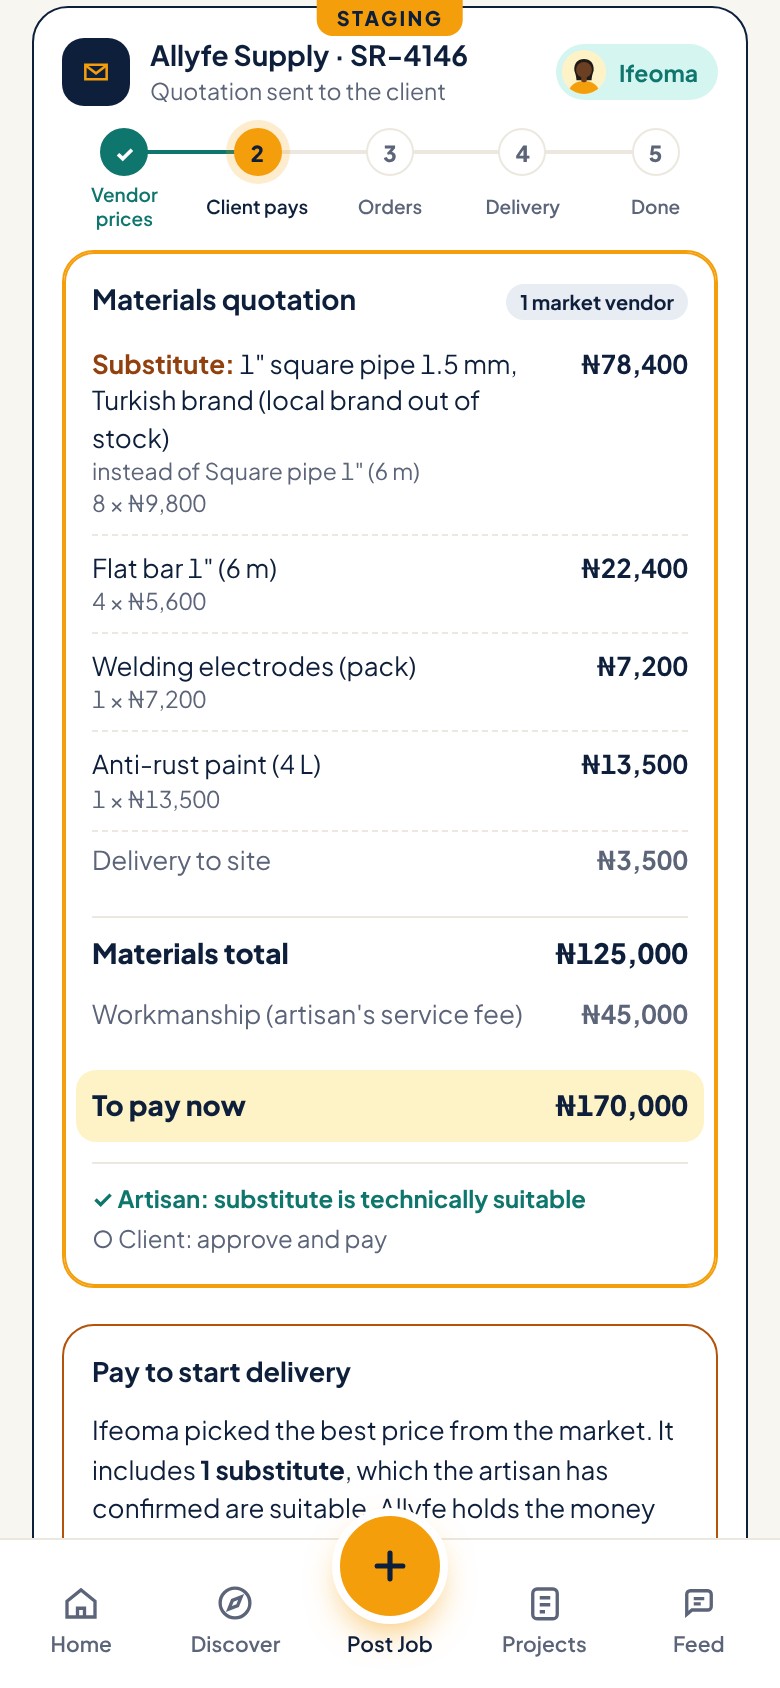 STAGING
Allyfe Supply · SR-4146
Quotation sent to the client
Ifeoma
2
3
4
5
Vendor
prices
Client pays
Orders
Delivery
Done
Materials quotation
1 market vendor
Substitute: 1" square pipe 1.5 mm, ₦78,400
Turkish brand (local brand out of
stock)
instead of Square pipe 1" (6 m)
8 × ₦9,800
Flat bar 1" (6 m) ₦22,400
4 × ₦5,600
Welding electrodes (pack) ₦7,200
1 × ₦7,200
Anti-rust paint (4 L) ₦13,500
1 × ₦13,500
Delivery to site ₦3,500
Materials total ₦125,000
Workmanship (artisan's service fee) ₦45,000
To pay now ₦170,000
✓ Artisan: substitute is technically suitable
○ Client: approve and pay
Pay to start delivery
Ifeoma picked the best price from the market. It
includes 1 substitute, which the artisan has
confirmed are suitable. Allyfe holds the money
Home
Discover
Post Job
Projects
Feed